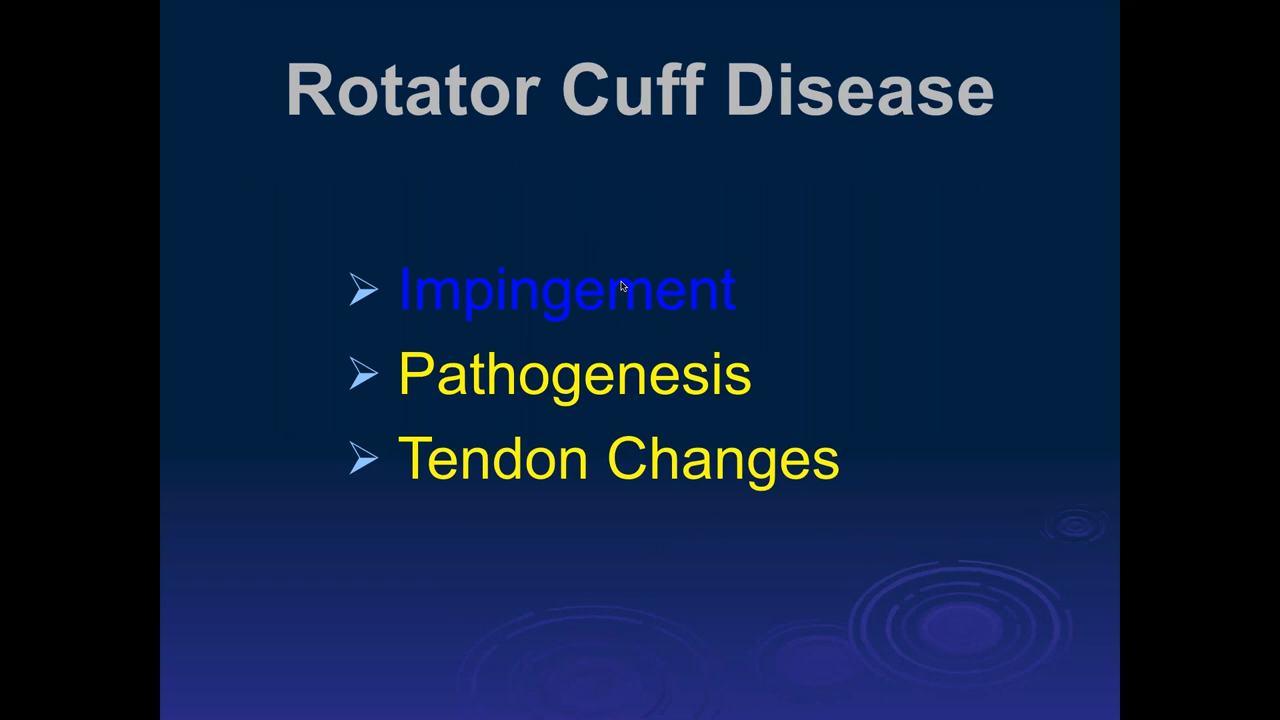 Rotator Cuff Disease
Impingement
Pathogenesis
Tendon Changes